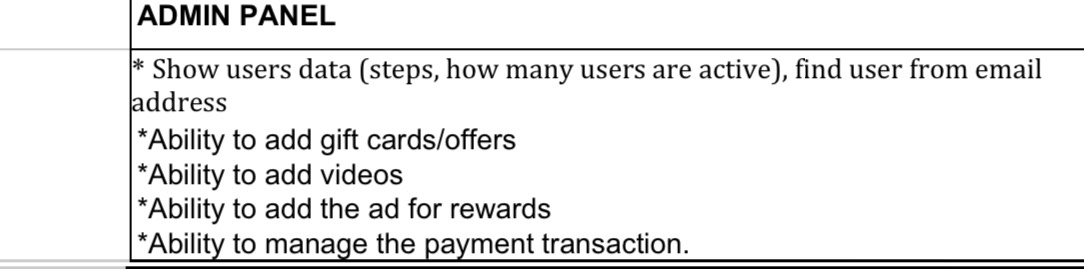 ADMIN PANEL
* Show users data (steps, how many users are active), find user from email
address
*Ability to add gift cards/offers
*Ability to add videos
*Ability to add the ad for rewards
*Ability to manage the payment transaction.